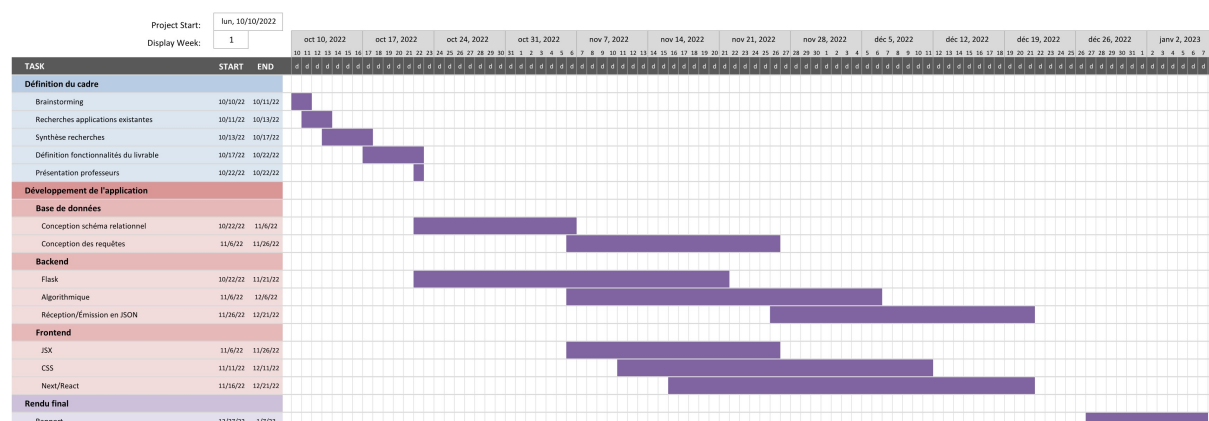 Project Start: lun, 10/10/2022
Display Week: 1
oct 10, 2022 oct 17, 2022 oct 24, 2022 oct 31, 2022 nov 7, 2022 nov 14, 2022 nov 21, 2022 nov 28, 2022 déc 5, 2022 déc 12, 2022 déc 19, 2022 déc 26, 2022 janv 2, 2023
10 11 12 13 14 15 16 17 18 19 20 21 22 23 24 25 26 27 28 29 30 31 1 2 3 4 5 6 7 8 9 10 11 12 13 14 15 16 17 18 19 20 21 22 23 24 25 26 27 28 29 30 1 2 3 4 5 6 7 8 9 10 11 12 13 14 15 16 17 18 19 20 21 22 23 24 25 26 27 28 29 30 31 1 2 3 4 5 6 7
TASK START END d d d d d d d d d d d d d d d d d d d d d d d d d d d d d d d d d d d d d d d d d d d d d d d d d d d d d d d d d d d d d d d d d d d d d d d d d d d d d d d d d d d d d d d d d d
Définition du cadre
Brainstorming 10/10/22 10/11/22
Recherches applications existantes 10/11/22 10/13/22
Synthèse recherches 10/13/22 10/17/22
Définition fonctionnalités du livrable 10/17/22 10/22/22
Présentation professeurs 10/22/22 10/22/22
Développement de l'application
Base de données
Conception schéma relationnel 10/22/22 11/6/22
Conception des requêtes 11/6/22 11/26/22
Backend
Flask 10/22/22 11/21/22
Algorithmique 11/6/22 12/6/22
Réception/Émission en JSON 11/26/22 12/21/22
Frontend
JSX 11/6/22 11/26/22
CSS 11/11/22 12/11/22
Next/React 11/16/22 12/21/22
Rendu final